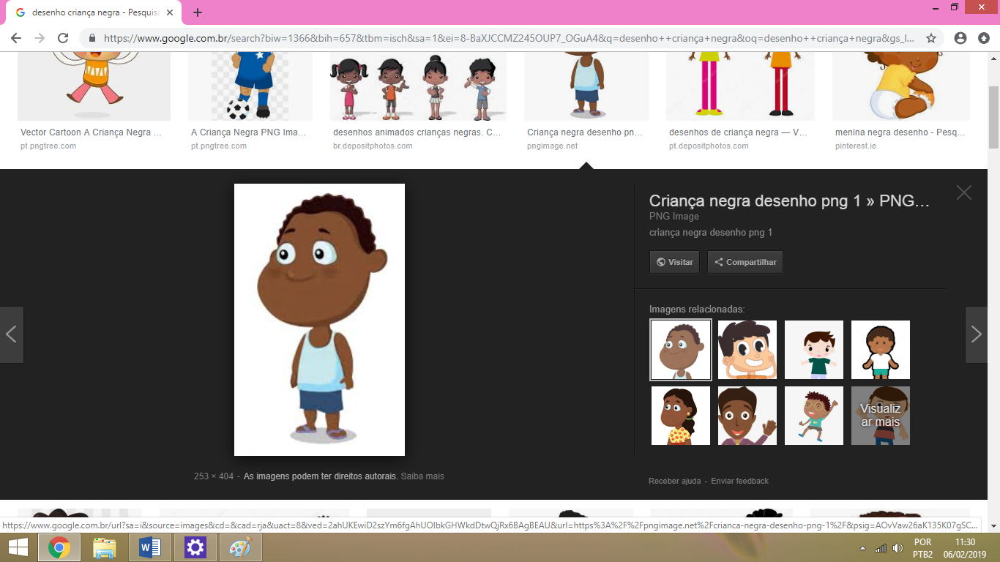 desenho criança negra - Pesquisa
https://www.google.com.br/search?biw=1366&bih=657&tbm=isch&sa=1&ei=8-BaXJCCMZ245OUP7_OGuA4&q=desenho++criança+negra&oq=desenho++criança+negra&gs_l...
Vector Cartoon A Criança Negra ...
pt.pngtree.com
A Criança Negra PNG Ima...
pt.pngtree.com
desenhos animados crianças negras. C...
br.depositphotos.com
Criança negra desenho pn...
pngimage.net
desenhos de criança negra — V...
pt.depositphotos.com
menina negra desenho - Pesq...
pinterest.ie
Criança negra desenho png 1 » PNG...
PNG Image
criança negra desenho png 1
Visitar
Compartilhar
Imagens relacionadas:
Visualiz
ar mais
253 × 404 - As imagens podem ter direitos autorais. Saiba mais
Receber ajuda - Enviar feedback
https://www.google.com.br/url?sa=i&source=images&cd=&cad=rja&uact=8&ved=2ahUKEwiD2szYm6fgAhUOIbkGHWkdDtwQjRx6BAgBEAU&url=https%3A%2F%2Fpngimage.net%2Fcrianca-negra-desenho-png-1%2F&psig=AOvVaw26aK135K07gSC...
POR
PTB2
11:30
06/02/2019